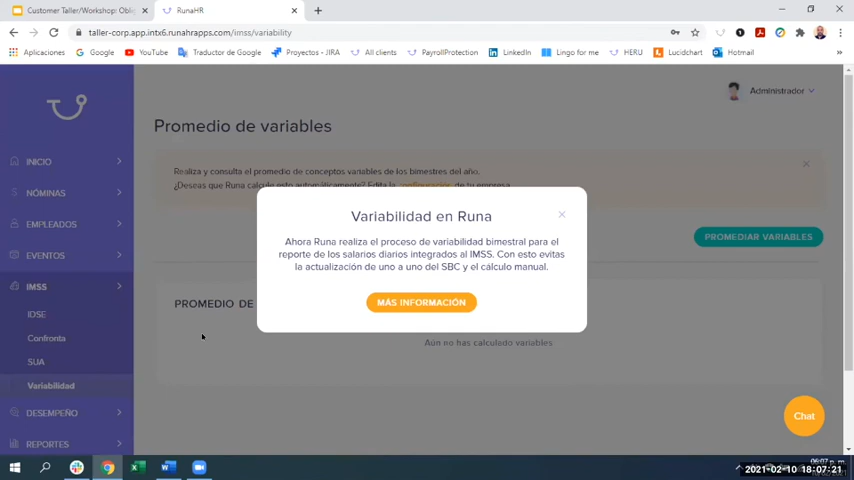 Customer Taller/Workshop: Oblig
RunaHR
taller-corp.app.intx6.runahrapps.com/imss/variability
Aplicaciones
Google
YouTube
Traductor de Google
Proyectos - JIRA
All clients
PayrollProtection
LinkedIn
Lingo for me
HERU
Lucidchart
Hotmail
Administrador
Promedio de variables
Realiza y consulta el promedio de conceptos variables de los bimestres del año.
¿Deseas que Runa calcule esto automáticamente? Edita la configuración de tu empresa.
PROMEDIAR VARIABLES
INICIO
NÓMINAS
EMPLEADOS
EVENTOS
IMSS
IDSE
Confronta
SUA
Variabilidad
DESEMPEÑO
REPORTES
Variabilidad en Runa
Ahora Runa realiza el proceso de variabilidad bimestral para el
reporte de los salarios diarios integrados al IMSS. Con esto evitas
la actualización de uno a uno del SBC y el cálculo manual.
MÁS INFORMACIÓN
PROMEDIO DE
Aún no has calculado variables
Chat
2021-02-10 18:07:21